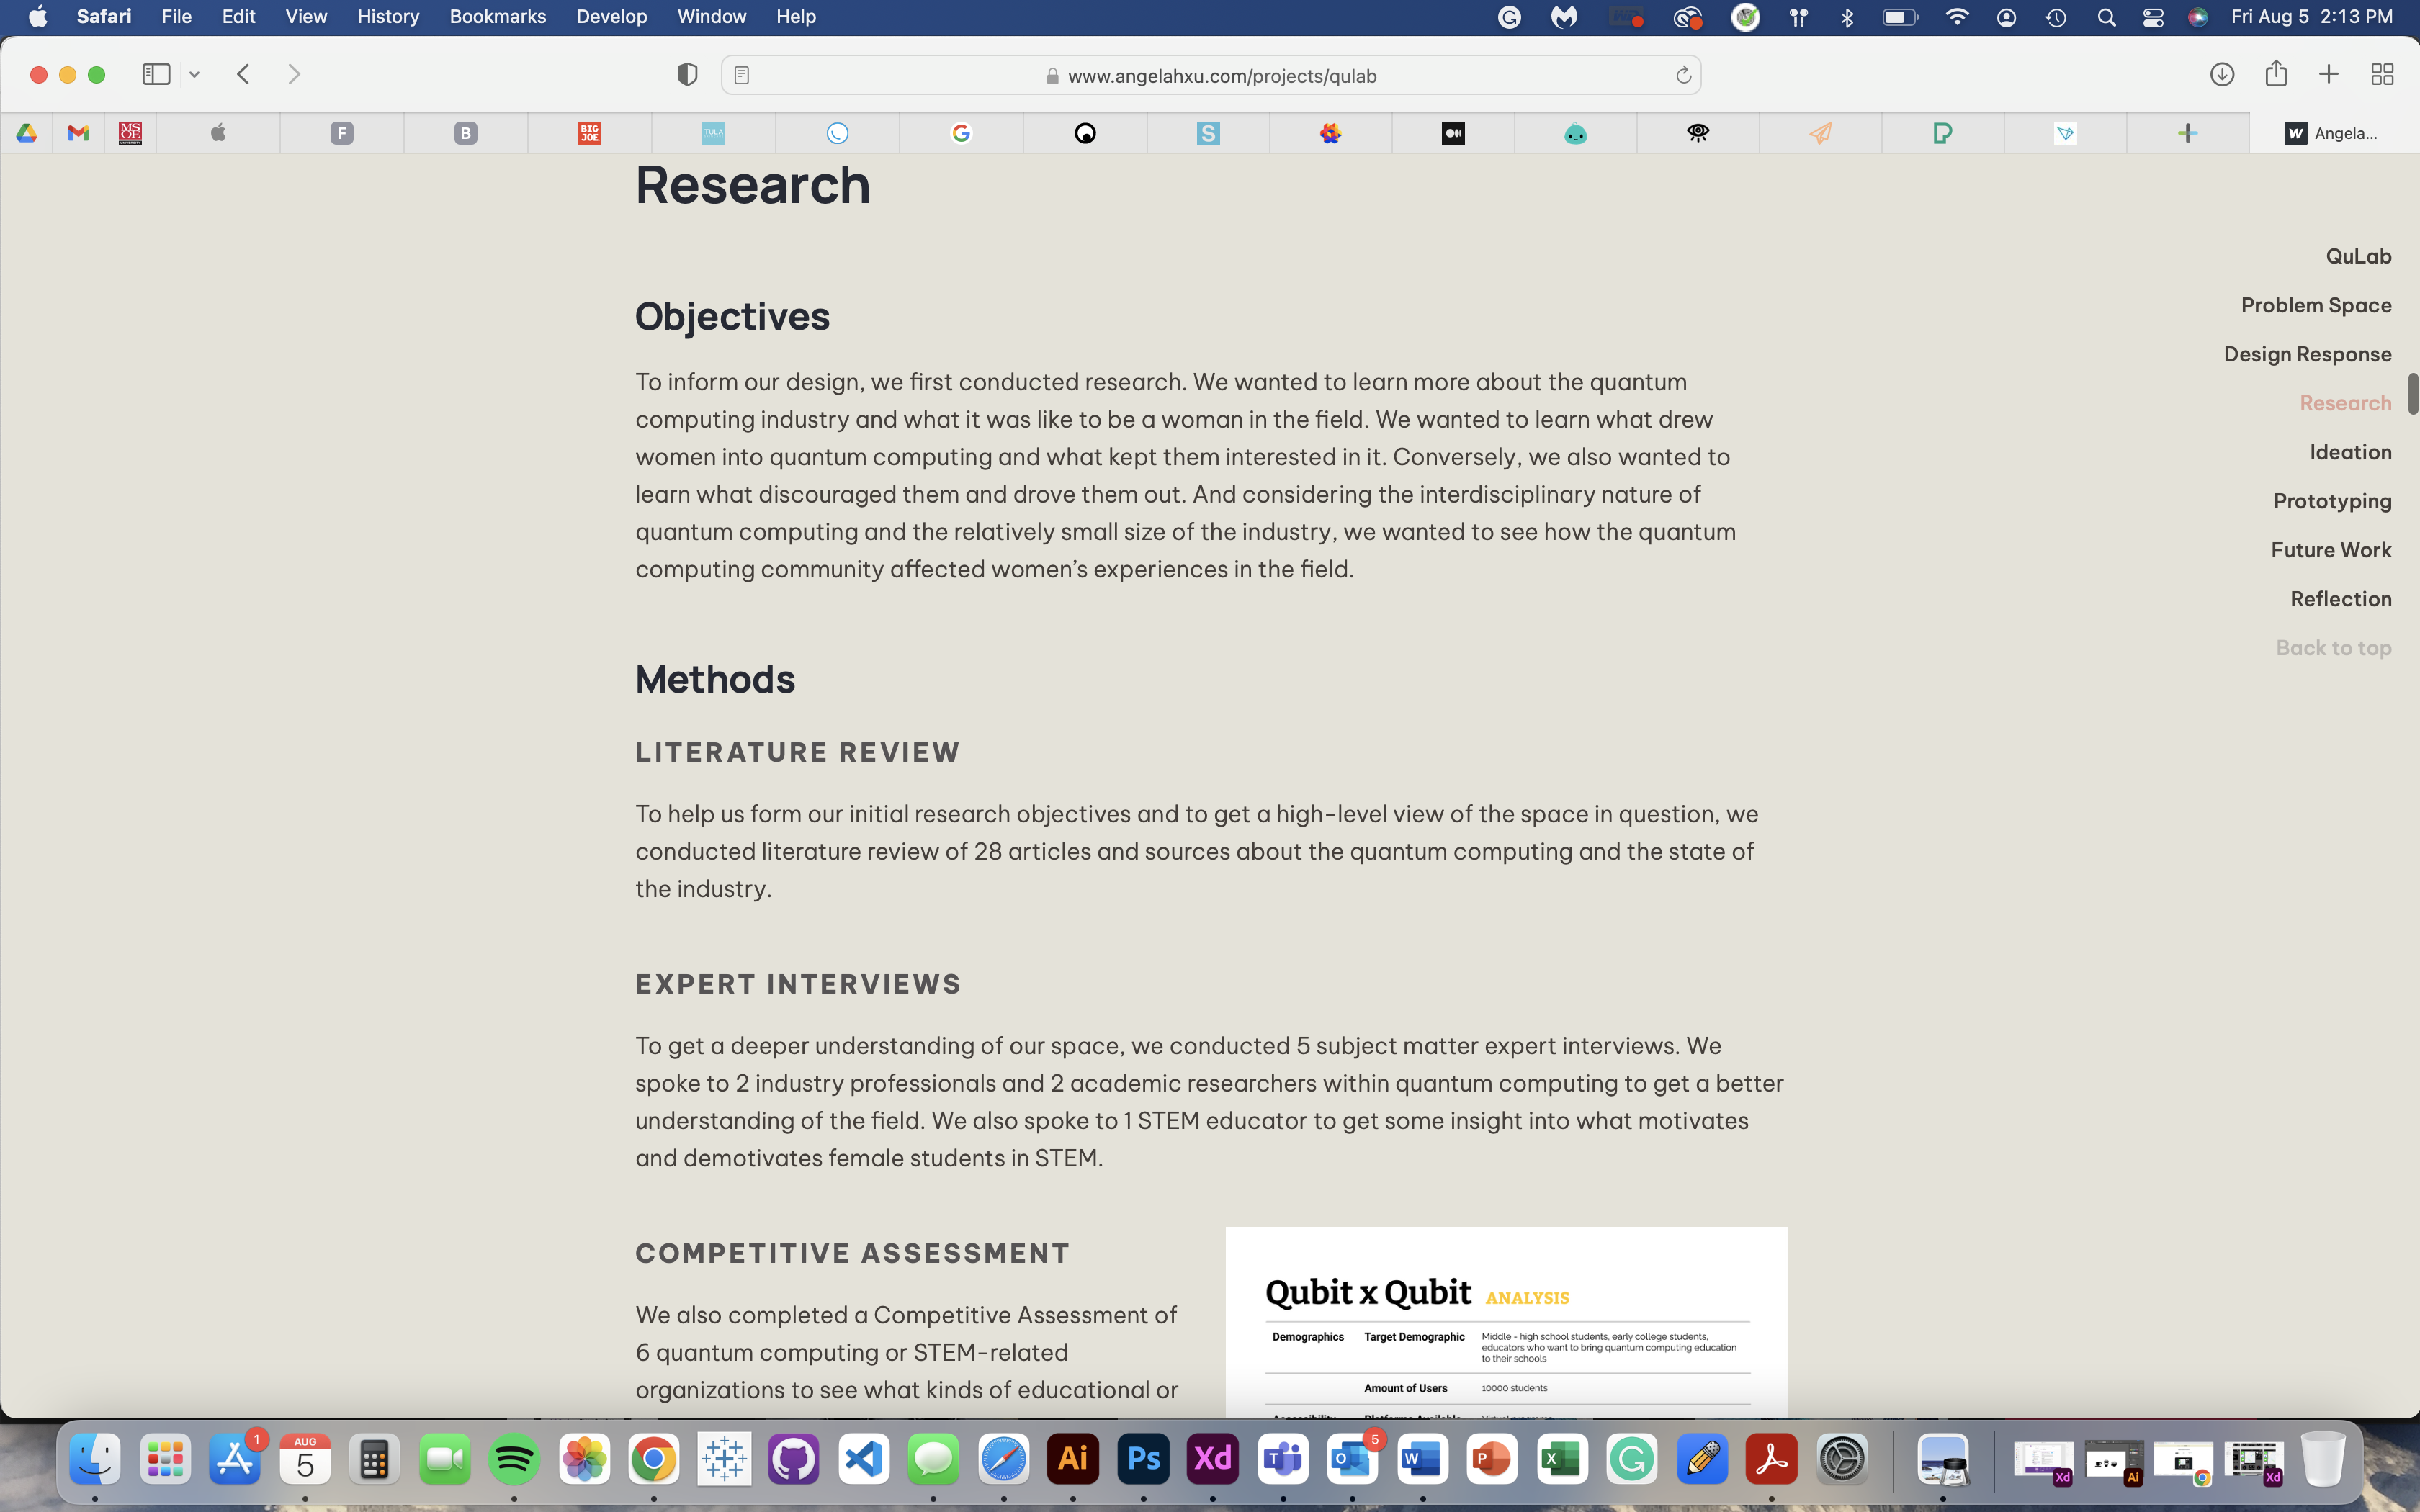 Safari File Edit View History Bookmarks Develop Window Help Fri Aug 5 2:13 PM
www.angelahxu.com/projects/qulab
MS
OE
UNIVERSITY
F
B
BIG
JOE
TULA
G
S
P
W Angela...
Research
QuLab
Problem Space
Design Response
Research
Ideation
Prototyping
Future Work
Reflection
Back to top
Objectives
To inform our design, we first conducted research. We wanted to learn more about the quantum
computing industry and what it was like to be a woman in the field. We wanted to learn what drew
women into quantum computing and what kept them interested in it. Conversely, we also wanted to
learn what discouraged them and drove them out. And considering the interdisciplinary nature of
quantum computing and the relatively small size of the industry, we wanted to see how the quantum
computing community affected women’s experiences in the field.
Methods
LITERATURE REVIEW
To help us form our initial research objectives and to get a high-level view of the space in question, we
conducted literature review of 28 articles and sources about the quantum computing and the state of
the industry.
EXPERT INTERVIEWS
To get a deeper understanding of our space, we conducted 5 subject matter expert interviews. We
spoke to 2 industry professionals and 2 academic researchers within quantum computing to get a better
understanding of the field. We also spoke to 1 STEM educator to get some insight into what motivates
and demotivates female students in STEM.
COMPETITIVE ASSESSMENT
We also completed a Competitive Assessment of
6 quantum computing or STEM-related
organizations to see what kinds of educational or
Qubit x Qubit ANALYSIS
Demographics Target Demographic Middle - high school students, early college students,
educators who want to bring quantum computing education
to their schools
Amount of Users 10000 students
1
AUG
5
Ai
Ps
Xd
T
O
5
W
P
X
G
Xd
Ai
Xd